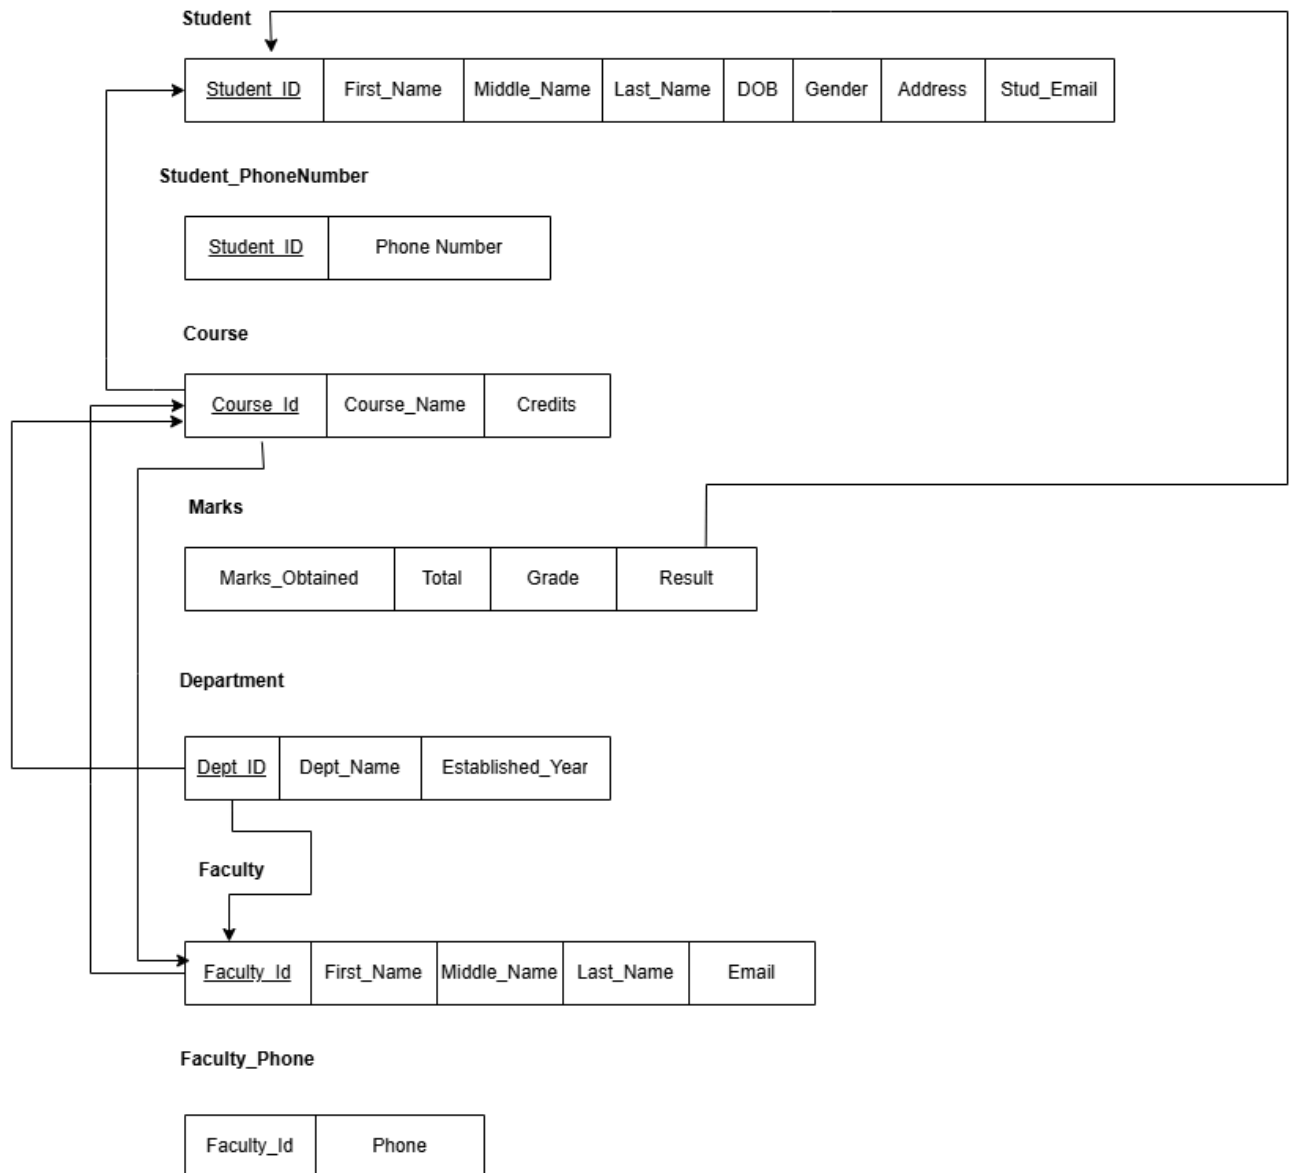 Student
Student_ID First_Name Middle_Name Last_Name DOB Gender Address Stud_Email
Student_PhoneNumber
Student_ID Phone Number
Course
Course_Id Course_Name Credits
Marks
Marks_Obtained Total Grade Result
Department
Dept_ID Dept_Name Established_Year
Faculty
Faculty_Id First_Name Middle_Name Last_Name Email
Faculty_Phone
Faculty_Id Phone